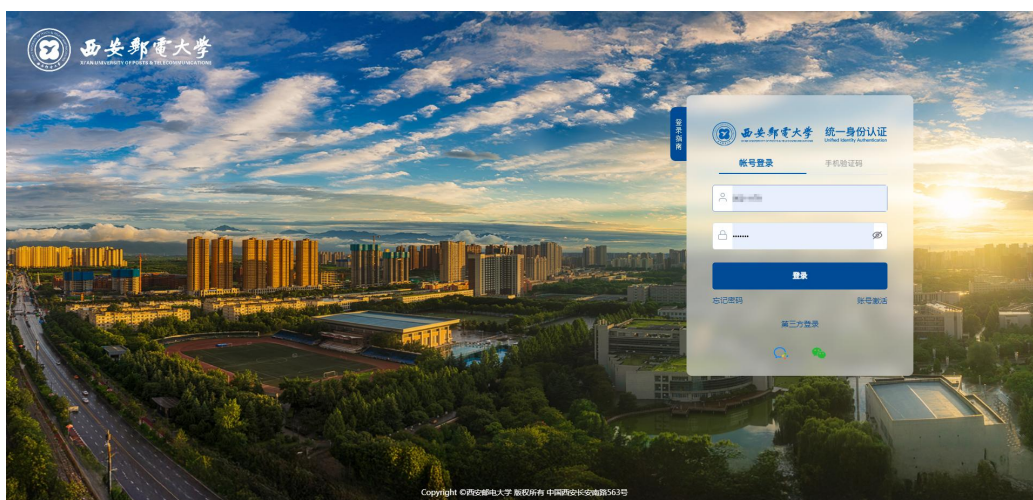 西安郵電大学
XI'AN UNIVERSITY OF POSTS & TELECOMMUNICATIONS
登录指南
西安郵電大学
统一身份认证
Unified Identity Authentication
帐号登录
手机验证码
登录
忘记密码
账号激活
第三方登录
Copyright ©西安邮电大学 版权所有 中国西安长安南路563号